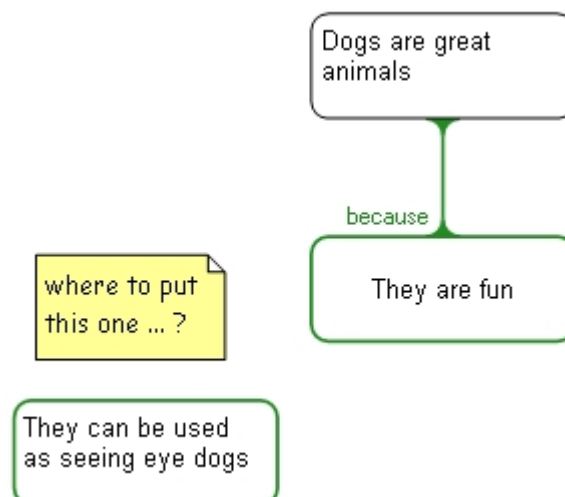 Dogs are great
animals
because
They are fun
where to put
this one ... ?
They can be used
as seeing eye dogs